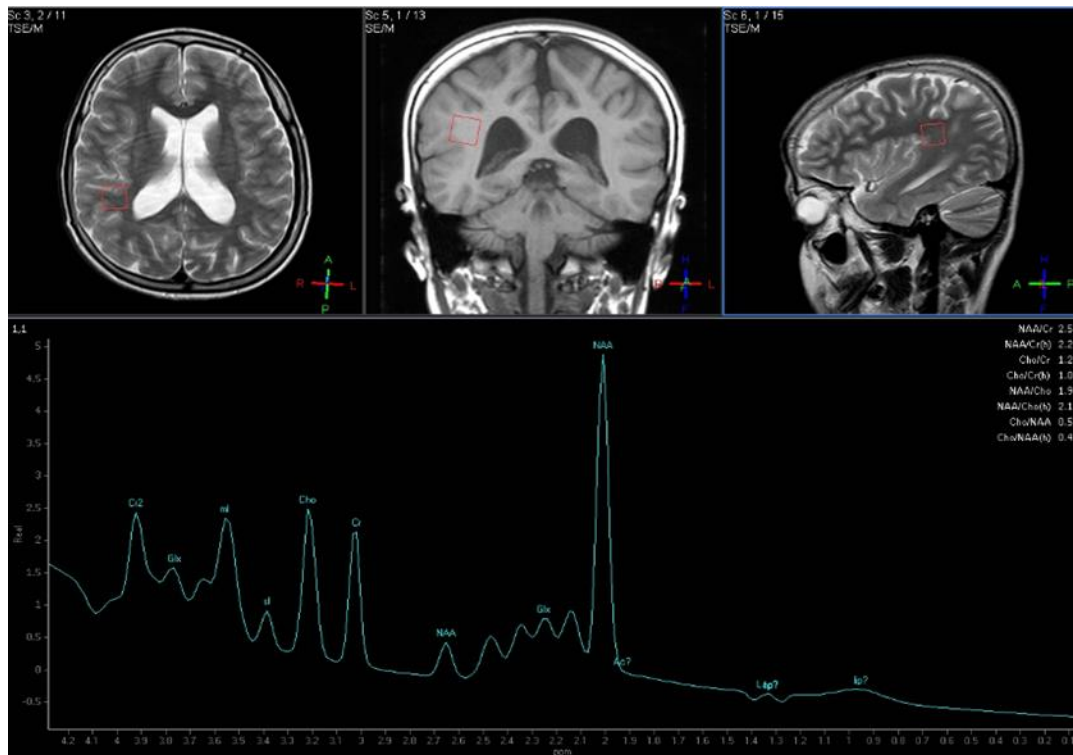 Sc 3, 2 / 11
TSE/M
Sc 5, 1 / 13
SE/M
Sc 6, 1 / 15
TSE/M
A
R L
P
H
R A L
H
A P
1,1
NAA/Cr 2.5
NAA/Cr(h) 2.2
Cho/Cr 1.2
Cho/Cr(h) 1.0
NAA/Cho 1.9
NAA/Cho(h) 2.1
Cho/NAA 0.5
Cho/NAA(h) 0.4
5
4.5
4
3.5
3
2.5
2
1.5
1
0.5
0
-0.5
Real
Cr2
Glx
mI
sI
Cho
Cr
NAA
Glx
NAA
Ac?
lip?
4.2 4.1 4 3.9 3.8 3.7 3.6 3.5 3.4 3.3 3.2 3.1 3 2.9 2.8 2.7 2.6 2.5 2.4 2.3 2.2 2.1 2 1.9 1.8 1.7 1.6 1.5 1.4 1.3 1.2 1.1 1 0.9 0.8 0.7 0.6 0.5 0.4 0.3 0.2 0.1
ppm